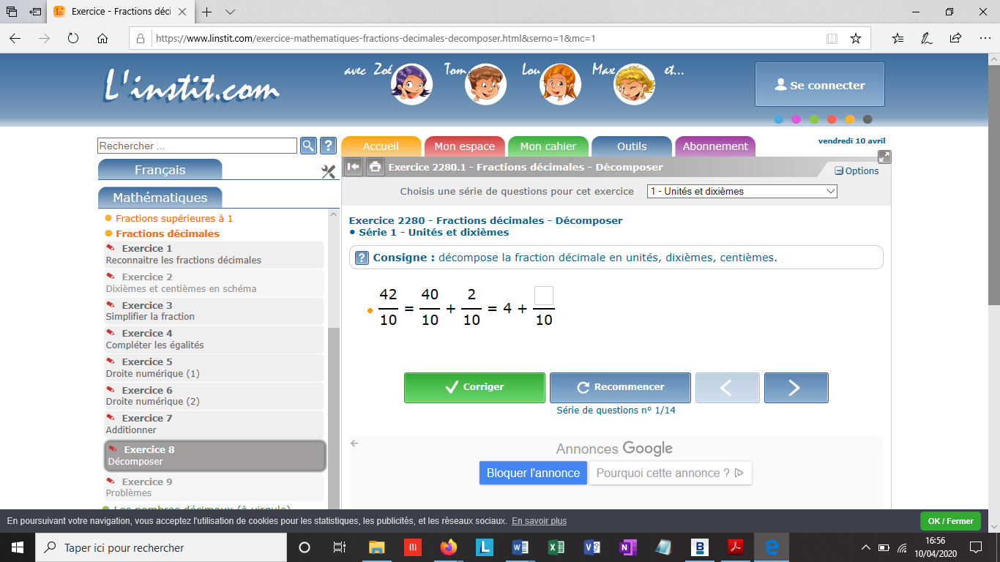 Exercice - Fractions déci
https://www.linstit.com/exercice-mathematiques-fractions-decimales-decomposer.html&serno=1&mc=1
L'instit.com
avec Zoé Tom Lou Max et...
Se connecter
Rechercher ...
?
Accueil Mon espace Mon cahier Outils Abonnement
vendredi 10 avril
Français
Mathématiques
Fractions supérieures à 1
Fractions décimales
Exercice 1
Reconnaitre les fractions décimales
Exercice 2
Dixièmes et centièmes en schéma
Exercice 3
Simplifier la fraction
Exercice 4
Compléter les égalités
Exercice 5
Droite numérique (1)
Exercice 6
Droite numérique (2)
Exercice 7
Additionner
Exercice 8
Décomposer
Exercice 9
Problèmes
Les nombres décimaux (à virgule)
Exercice 2280.1 - Fractions décimales - Décomposer
Options
Choisis une série de questions pour cet exercice
1 - Unités et dixièmes
Exercice 2280 - Fractions décimales - Décomposer
• Série 1 - Unités et dixièmes
? Consigne : décompose la fraction décimale en unités, dixièmes, centièmes.
42 40 2
= + = 4 +
10 10 10 10
Corriger Recommencer
Série de questions n° 1/14
Annonces Google
Bloquer l'annonce Pourquoi cette annonce ?
En poursuivant votre navigation, vous acceptez l'utilisation de cookies pour les statistiques, les publicités, et les réseaux sociaux. En savoir plus
OK / Fermer
Taper ici pour rechercher
16:56
10/04/2020